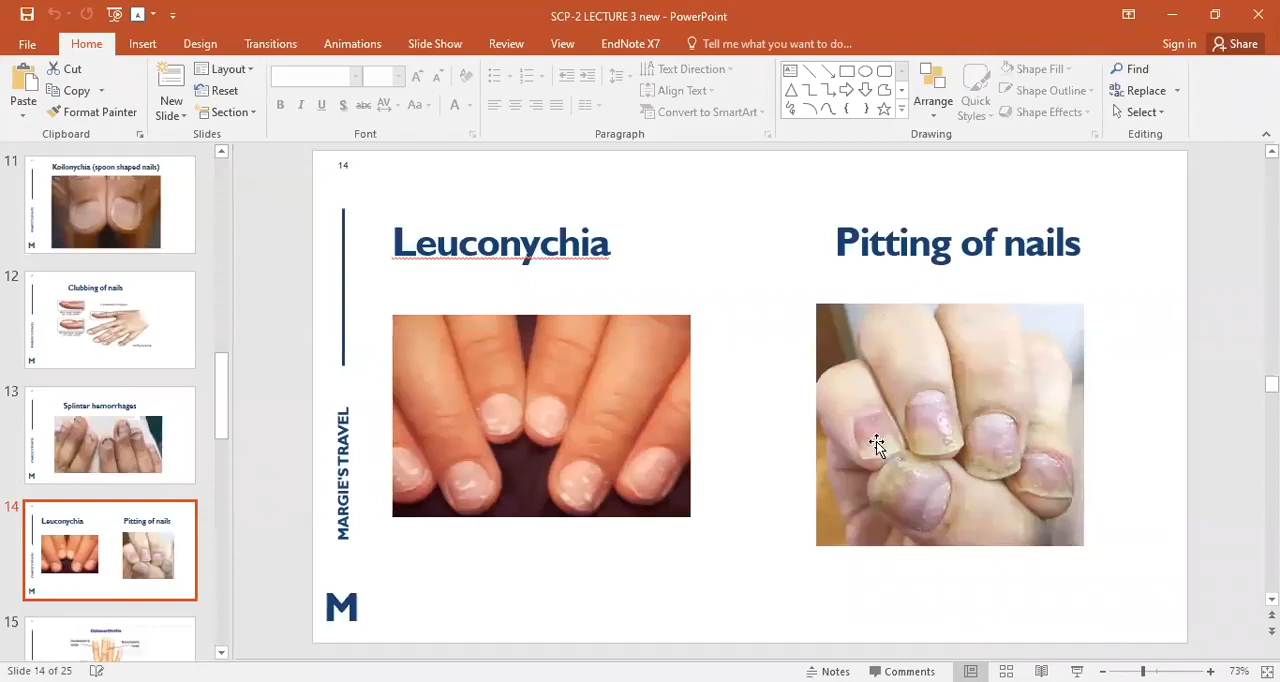 SCP-2 LECTURE 3 new - PowerPoint
File Home Insert Design Transitions Animations Slide Show Review View EndNote X7 Tell me what you want to do... Sign in Share
Paste
Cut
Copy
Format Painter
Clipboard
New Slide
Layout
Reset
Section
Slides
B I U S abc AV Aa A
Font
Text Direction
Align Text
Convert to SmartArt
Paragraph
Arrange
Quick Styles
Shape Fill
Shape Outline
Shape Effects
Drawing
Find
Replace
Select
Editing
11
Koilonychia (spoon shaped nails)
M
12
Clubbing of nails
M
13
Splinter hemorrhages
M
14
Leuconychia Pitting of nails
M
15
Osteoarthritis
14
Leuconychia
Pitting of nails
MARGIE'S TRAVEL
M
Slide 14 of 25
Notes
Comments
73%